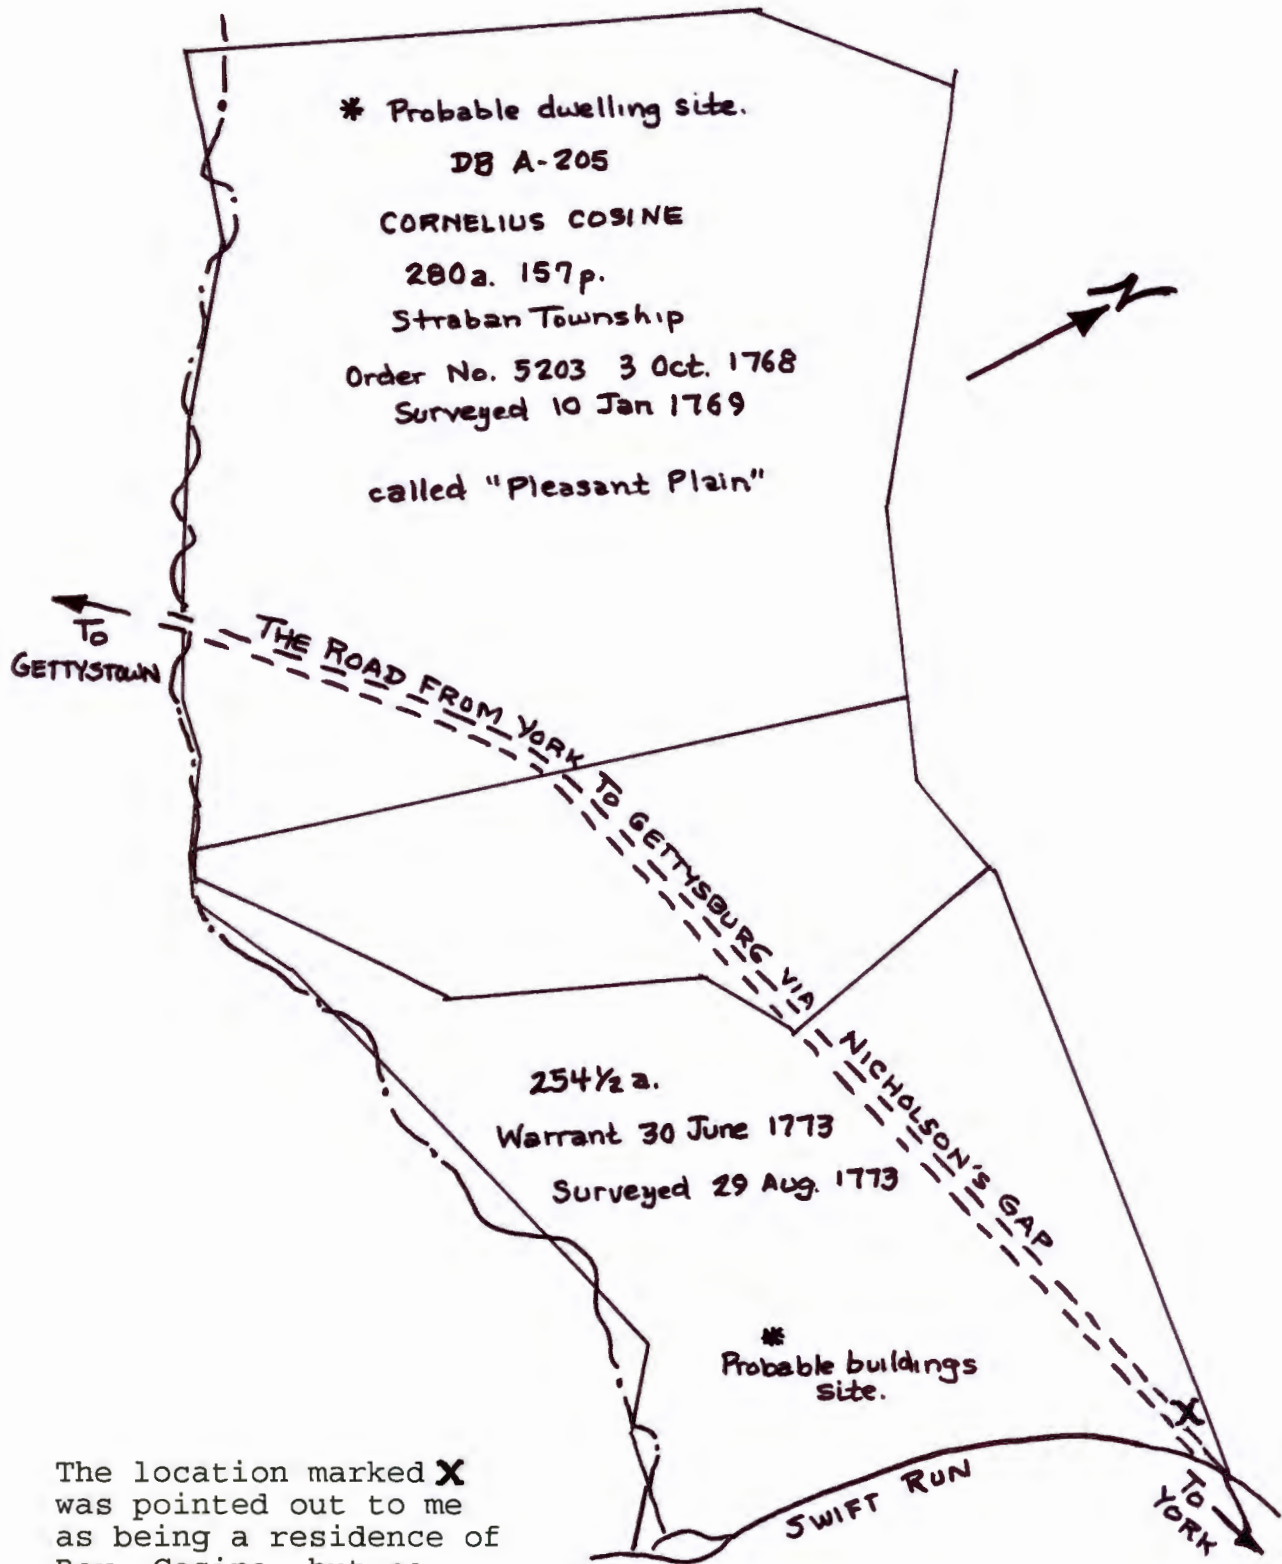 * Probable dwelling site.
DB A-205
CORNELIUS COSINE
280a. 157p.
Straban Township
Order No. 5203 3 Oct. 1768
Surveyed 10 Jan 1769
called "Pleasant Plain"
N
TO
GETTYSTOWN
THE ROAD FROM YORK TO GETTYSBURG VIA NICHOLSON'S GAP
254½ a.
Warrant 30 June 1773
Surveyed 29 Aug. 1773
*
Probable buildings
site.
X
SWIFT RUN
TO
YORK
The location marked X
was pointed out to me
as being a residence of